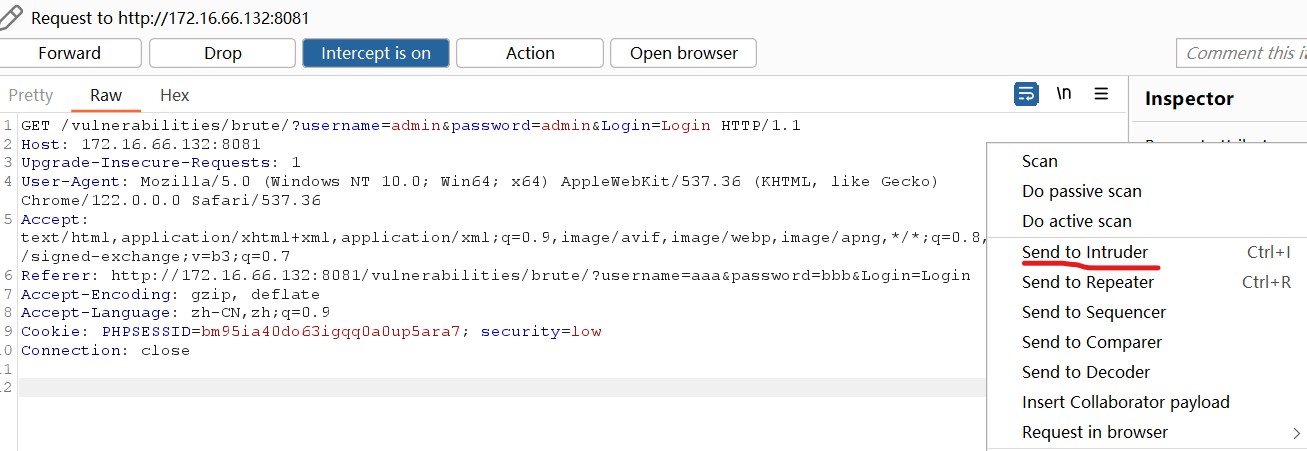 Request to http://172.16.66.132:8081
Forward Drop Intercept is on Action Open browser Comment this
Pretty Raw Hex \n
Inspector
1 GET /vulnerabilities/brute/?username=admin&password=admin&Login=Login HTTP/1.1
2 Host: 172.16.66.132:8081
3 Upgrade-Insecure-Requests: 1
4 User-Agent: Mozilla/5.0 (Windows NT 10.0; Win64; x64) AppleWebKit/537.36 (KHTML, like Gecko)
Chrome/122.0.0.0 Safari/537.36
5 Accept:
text/html,application/xhtml+xml,application/xml;q=0.9,image/avif,image/webp,image/apng,*/*;q=0.8,
/signed-exchange;v=b3;q=0.7
6 Referer: http://172.16.66.132:8081/vulnerabilities/brute/?username=aaa&password=bbb&Login=Login
7 Accept-Encoding: gzip, deflate
8 Accept-Language: zh-CN,zh;q=0.9
9 Cookie: PHPSESSID=bm95ia40do63igqq0a0up5ara7; security=low
0 Connection: close
1
2
Scan
Do passive scan
Do active scan
Send to Intruder Ctrl+I
Send to Repeater Ctrl+R
Send to Sequencer
Send to Comparer
Send to Decoder
Insert Collaborator payload
Request in browser